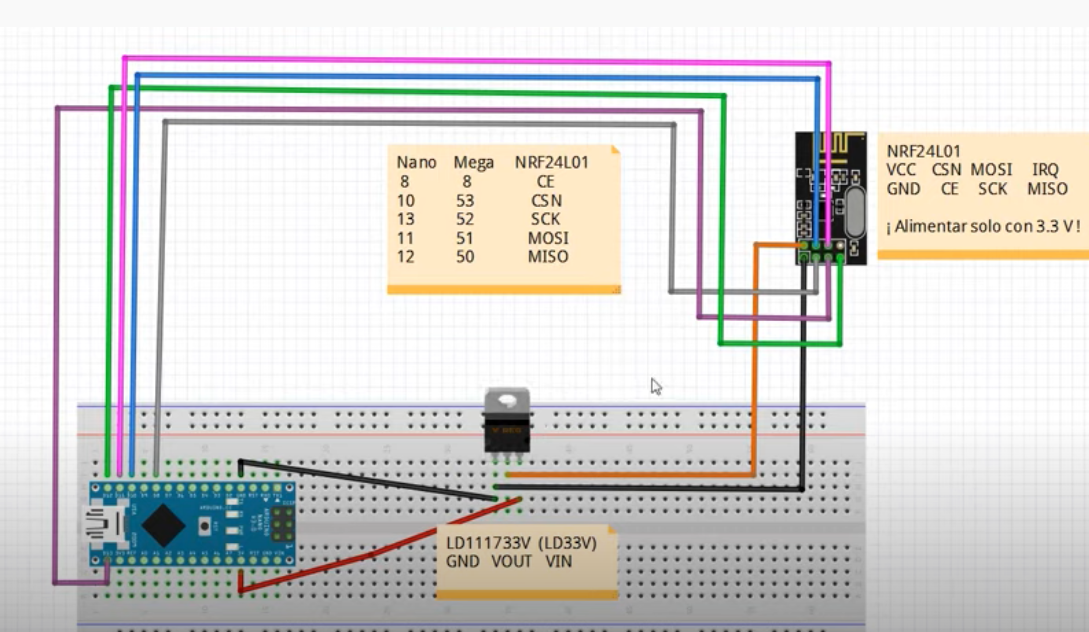 Nano Mega NRF24L01
8 8 CE
10 53 CSN
13 52 SCK
11 51 MOSI
12 50 MISO
NRF24L01
VCC CSN MOSI IRQ
GND CE SCK MISO
¡ Alimentar solo con 3.3 V !
LD111733V (LD33V)
GND VOUT VIN